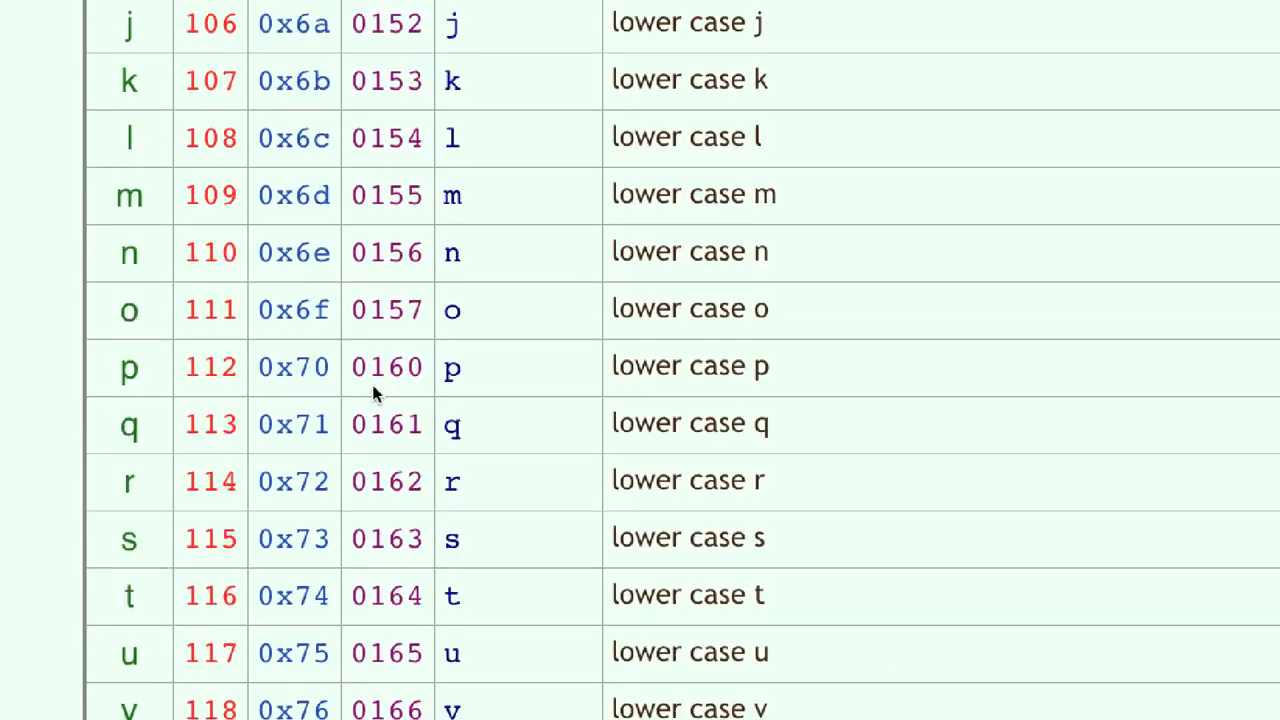 j 106 0x6a 0152 j lower case j
k 107 0x6b 0153 k lower case k
l 108 0x6c 0154 l lower case l
m 109 0x6d 0155 m lower case m
n 110 0x6e 0156 n lower case n
o 111 0x6f 0157 o lower case o
p 112 0x70 0160 p lower case p
q 113 0x71 0161 q lower case q
r 114 0x72 0162 r lower case r
s 115 0x73 0163 s lower case s
t 116 0x74 0164 t lower case t
u 117 0x75 0165 u lower case u
v 118 0x76 0166 v lower case v